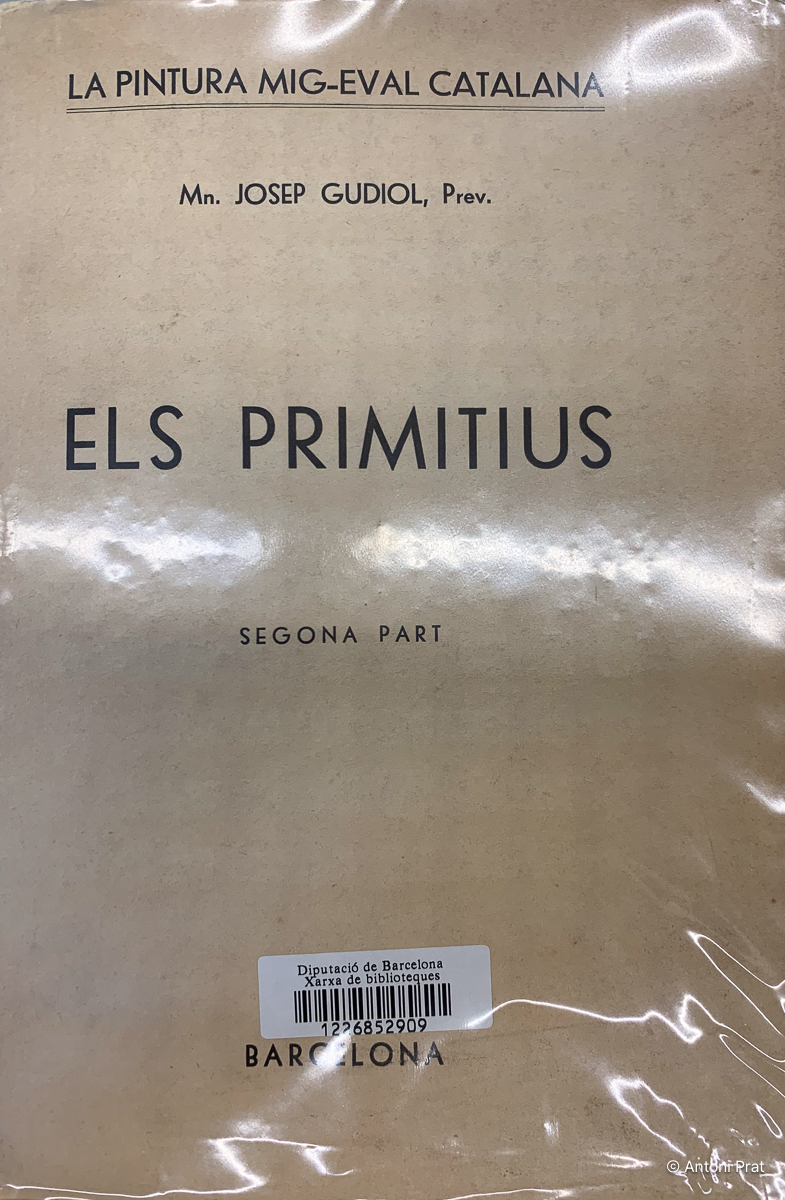 LA PINTURA MIG-EVAL CATALANA
Mn. JOSEP GUDIOL, Prev.
ELS PRIMITIUS
SEGONA PART
Diputació de Barcelona
Xarxa de biblioteques
1226852909
BARCELONA
© Antoni Prat